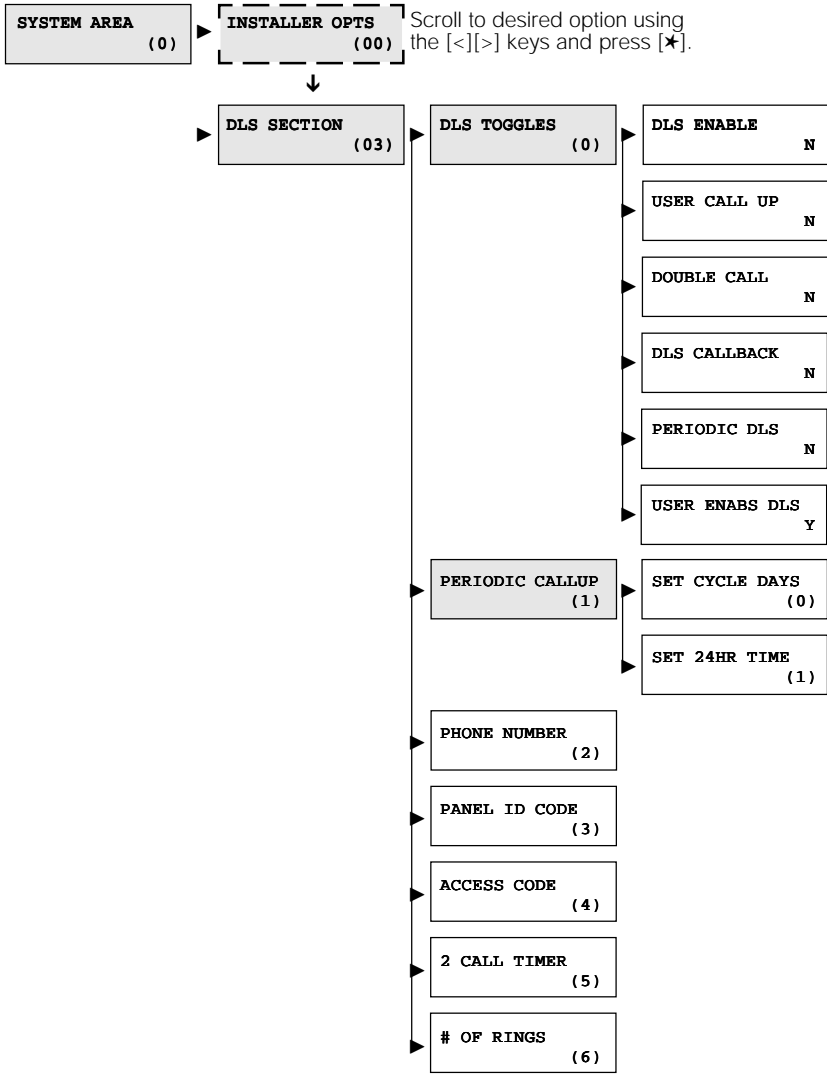 SYSTEM AREA
(0)
INSTALLER OPTS
(00)
Scroll to desired option using
the [<][>] keys and press [✶].
DLS SECTION
(03)
DLS TOGGLES
(0)
DLS ENABLE
N
USER CALL UP
N
DOUBLE CALL
N
DLS CALLBACK
N
PERIODIC DLS
N
USER ENABS DLS
Y
PERIODIC CALLUP
(1)
SET CYCLE DAYS
(0)
SET 24HR TIME
(1)
PHONE NUMBER
(2)
PANEL ID CODE
(3)
ACCESS CODE
(4)
2 CALL TIMER
(5)
# OF RINGS
(6)